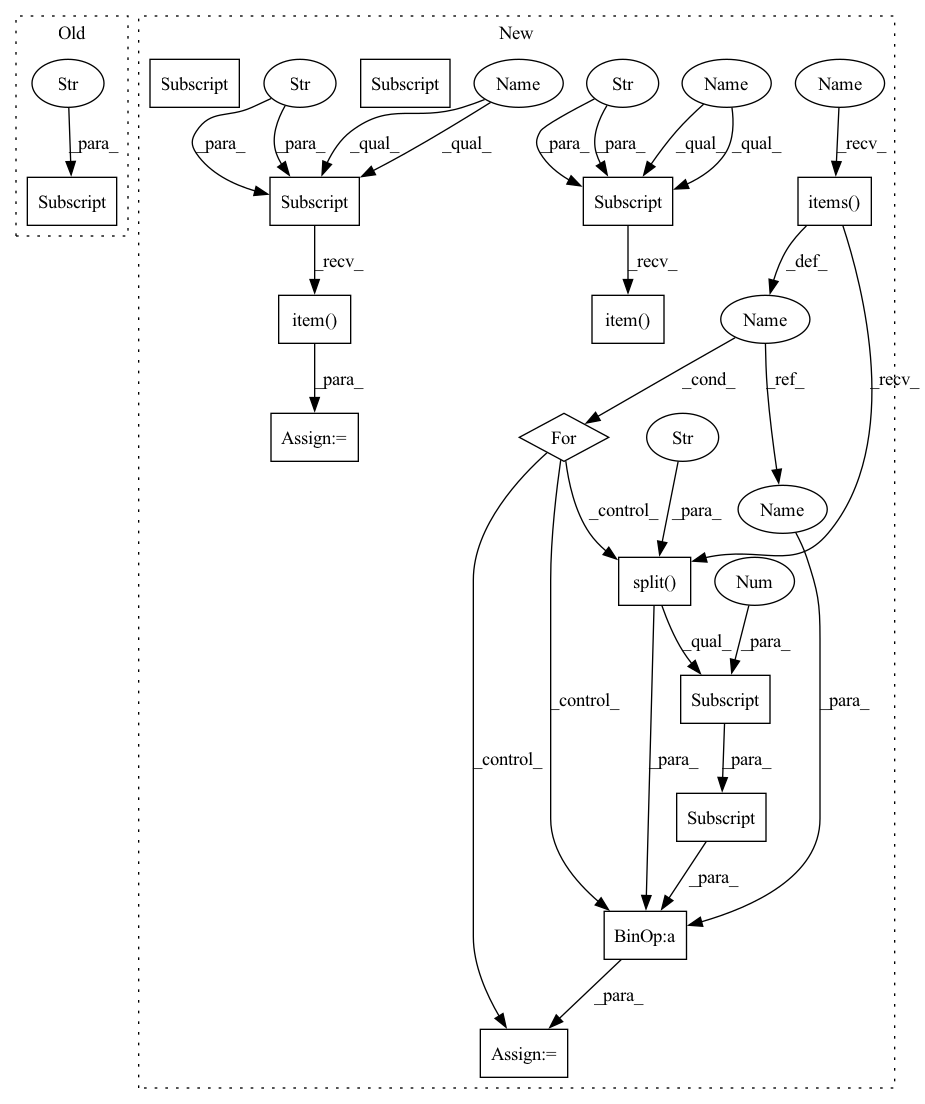 Old
New
Str
Subscript
Str
Subscript
Name
Str
Name
Name
_para_
_para_
_para_
_qual_
_qual_
_para_
_para_
_qual_
_qual_
_recv_
Subscript
Subscript
Subscript
items()
_recv_
_recv_
_def_
item()
item()
Name
_para_
_cond_
_ref_
_recv_
Assign:=
For
Str
Name
_control_
_para_
split()
Num
_qual_
_para_
_control_
Subscript
_para_
_control_
_para_
_para_
Subscript
_para_
BinOp:a
_para_
Assign:=